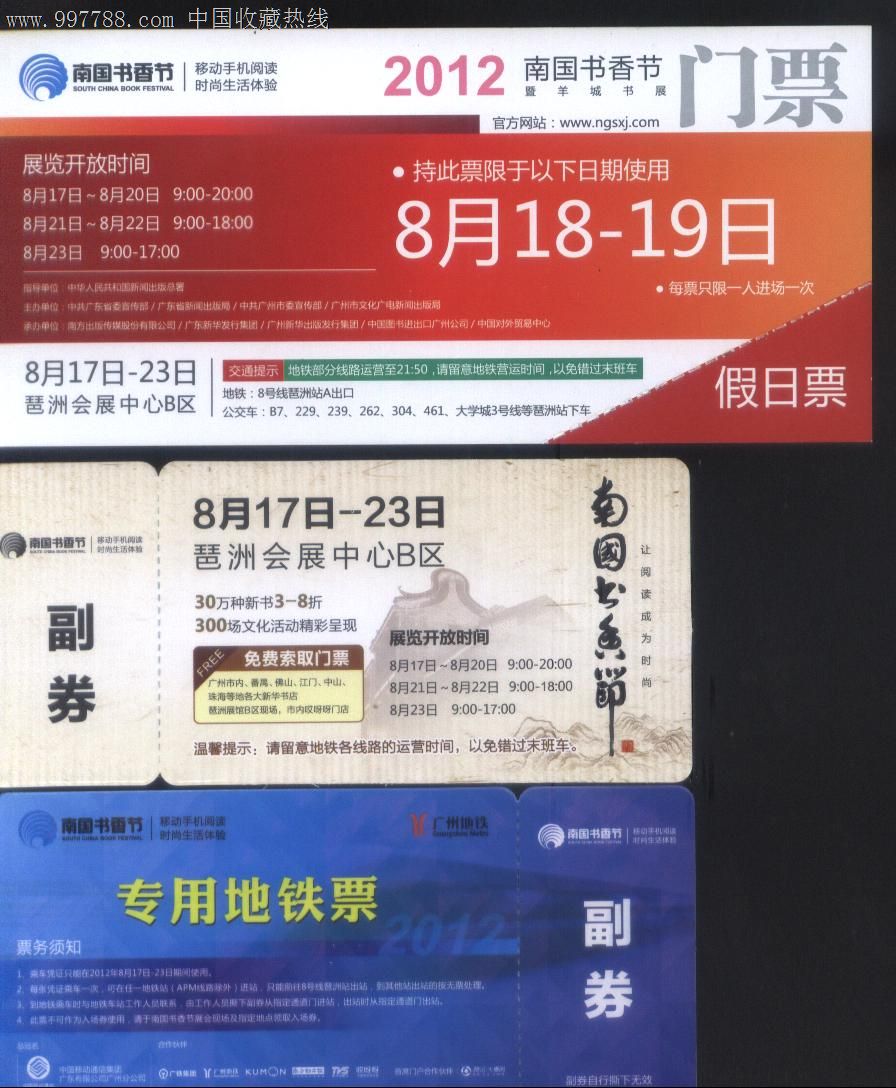 www.997788.com 中国收藏热线
南国书香节
SOUTH CHINA BOOK FESTIVAL
移动手机阅读
时尚生活体验
2012 南国书香节
暨羊城书展
门票
官方网站：www.ngsxj.com
展览开放时间
8月17日~8月20日 9:00-20:00
8月21日~8月22日 9:00-18:00
8月23日 9:00-17:00
• 持此票限于以下日期使用
8月18-19日
• 每票只限一人进场一次
指导单位：中华人民共和国新闻出版总署
主办单位：中共广东省委宣传部 / 广东省新闻出版局 / 中共广州市委宣传部 / 广州市文化广电新闻出版局
承办单位：南方出版传媒股份有限公司 / 广东新华发行集团 / 广州新华出版发行集团 / 中国图书进出口广州公司 / 中国对外贸易中心
8月17日-23日
琶洲会展中心B区
交通提示 地铁部分线路运营至21:50，请留意地铁营运时间，以免错过末班车
地铁：8号线琶洲站A出口
公交车：B7、229、239、262、304、461、大学城3号线等琶洲站下车
假日票
南国书香节
SOUTH CHINA BOOK FESTIVAL
移动手机阅读
时尚生活体验
副券
8月17日-23日
琶洲会展中心B区
30万种新书3-8折
300场文化活动精彩呈现
FREE 免费索取门票
广州市内、番禺、佛山、江门、中山、
珠海等地各大新华书店
琶洲展馆B区现场，市内哎呀呀门店
展览开放时间
8月17日~8月20日 9:00-20:00
8月21日~8月22日 9:00-18:00
8月23日 9:00-17:00
温馨提示：请留意地铁各线路的运营时间，以免错过末班车。
南國书香節
让阅读成为时尚
南国书香节
SOUTH CHINA BOOK FESTIVAL
移动手机阅读
时尚生活体验
广州地铁
Guangzhou Metro
专用地铁票
2012
票务须知
1、乘车凭证只能在2012年8月17日-23日期间使用。
2、每张凭证乘车一次，可在任一地铁站（APM线路除外）进站，只能前往8号线琶洲站出站，到其他站出站的按无票处理。
3、到地铁乘车时与地铁车站工作人员联系，由工作人员撕下副券从指定通道门进站，出站时从指定通道门出站。
4、此票不可作为入场券使用，请于南国书香节展会现场及指定地点领取入场券。
合作伙伴
中国移动通信集团
广东有限公司广州分公司
广铁集团
广州地铁
KUMON
TVS
哎呀呀
首席门户合作伙伴：
南国书香节
SOUTH CHINA BOOK FESTIVAL
移动手机阅读
时尚生活体验
副券
副券自行撕下无效